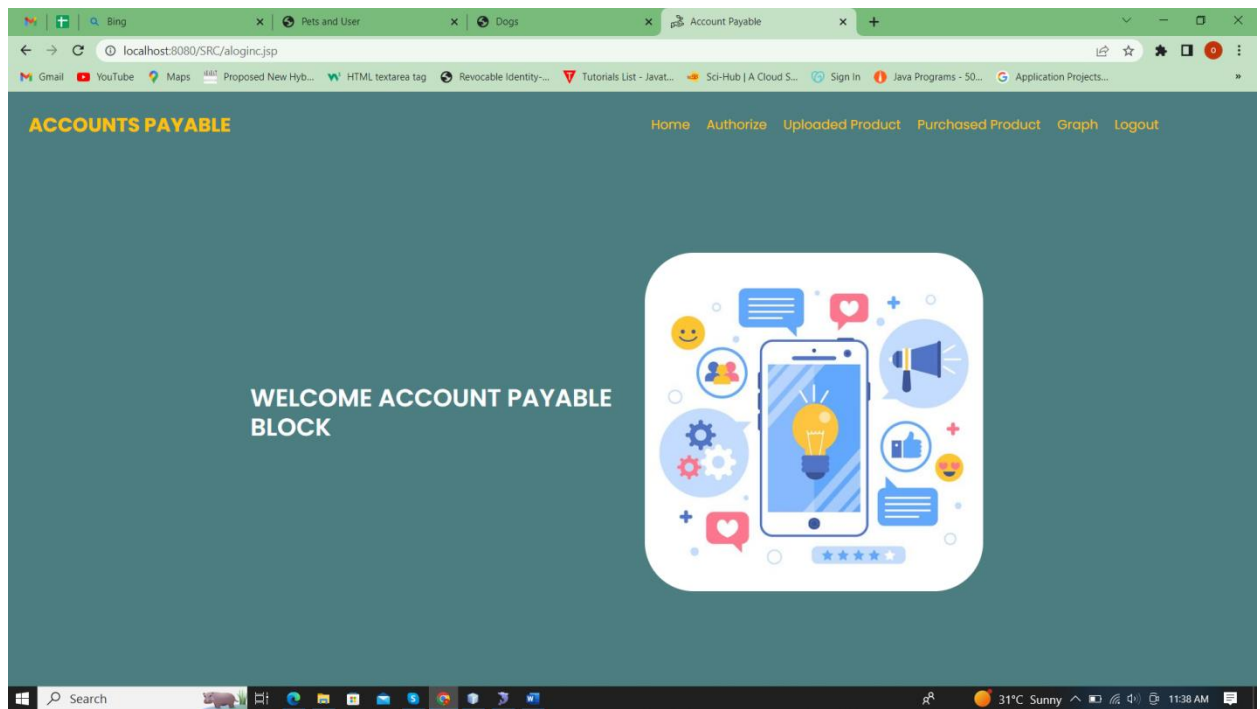 Bing
Pets and User
Dogs
Account Payable
localhost:8080/SRC/aloginc.jsp
Gmail YouTube Maps Proposed New Hyb... HTML textarea tag Revocable Identity-... Tutorials List - Javat... Sci-Hub | A Cloud S... Sign In Java Programs - 50... Application Projects... »
ACCOUNTS PAYABLE
Home Authorize Uploaded Product Purchased Product Graph Logout
WELCOME ACCOUNT PAYABLE
BLOCK
Search
31°C Sunny
11:38 AM